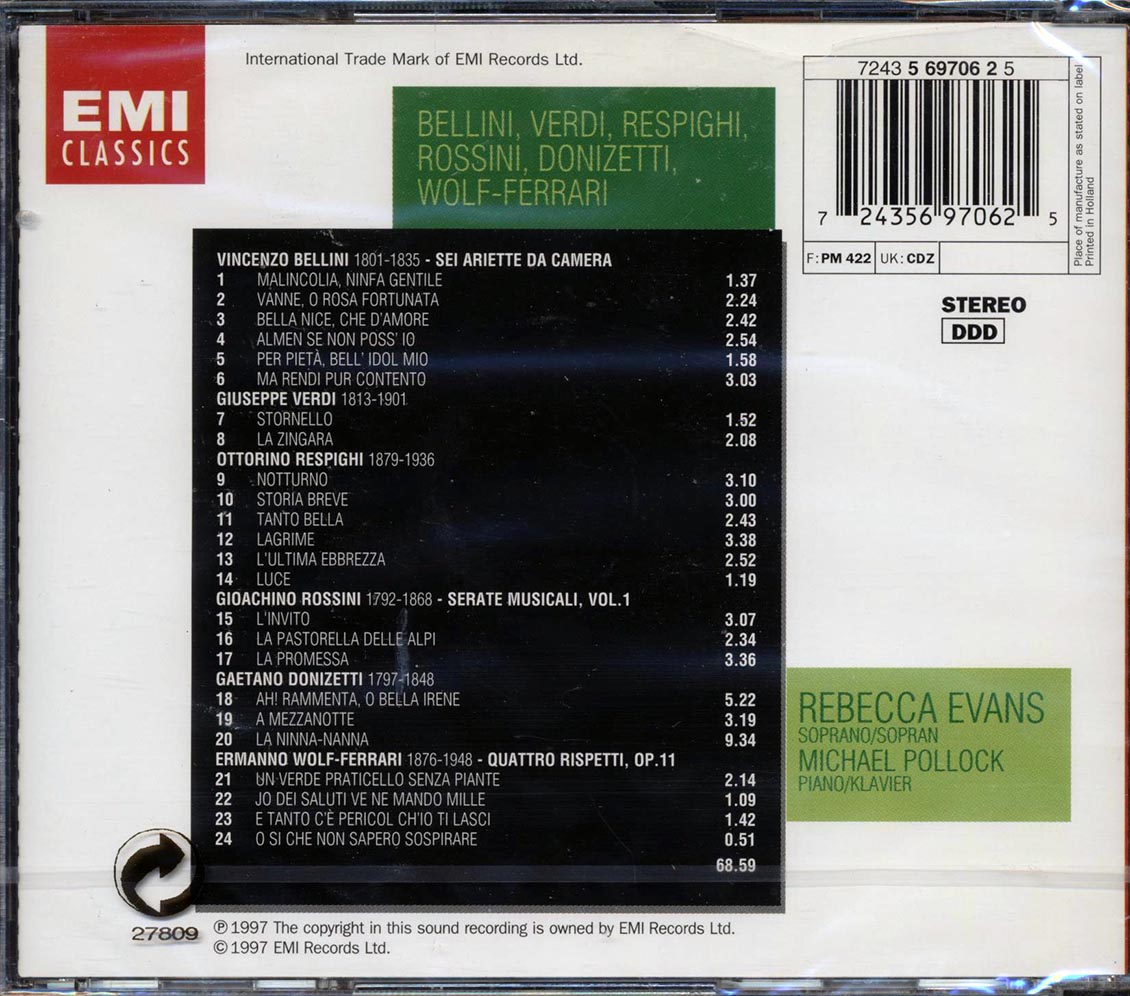 EMI
CLASSICS
International Trade Mark of EMI Records Ltd.
BELLINI, VERDI, RESPIGHI,
ROSSINI, DONIZETTI,
WOLF-FERRARI
7243 5 69706 2 5
7 24356 97062 5
F: PM 422 UK: CDZ
Place of manufacture as stated on label
Printed in Holland
STEREO
DDD
VINCENZO BELLINI 1801-1835 - SEI ARIETTE DA CAMERA
1 MALINCOLIA, NINFA GENTILE 1.37
2 VANNE, O ROSA FORTUNATA 2.24
3 BELLA NICE, CHE D'AMORE 2.42
4 ALMEN SE NON POSS' IO 2.54
5 PER PIETÀ, BELL' IDOL MIO 1.58
6 MA RENDI PUR CONTENTO 3.03
GIUSEPPE VERDI 1813-1901
7 STORNELLO 1.52
8 LA ZINGARA 2.08
OTTORINO RESPIGHI 1879-1936
9 NOTTURNO 3.10
10 STORIA BREVE 3.00
11 TANTO BELLA 2.43
12 LAGRIME 3.38
13 L'ULTIMA EBBREZZA 2.52
14 LUCE 1.19
GIOACHINO ROSSINI 1792-1868 - SERATE MUSICALI, VOL.1
15 L'INVITO 3.07
16 LA PASTORELLA DELLE ALPI 2.34
17 LA PROMESSA 3.36
GAETANO DONIZETTI 1797-1848
18 AH! RAMMENTA, O BELLA IRENE 5.22
19 A MEZZANOTTE 3.19
20 LA NINNA-NANNA 9.34
ERMANNO WOLF-FERRARI 1876-1948 - QUATTRO RISPETTI, OP.11
21 UN VERDE PRATICELLO SENZA PIANTE 2.14
22 JO DEI SALUTI VE NE MANDO MILLE 1.09
23 E TANTO C'È PERICOL CH'IO TI LASCI 1.42
24 O SI CHE NON SAPERO SOSPIRARE 0.51
68.59
REBECCA EVANS
SOPRANO/SOPRAN
MICHAEL POLLOCK
PIANO/KLAVIER
27809
℗ 1997 The copyright in this sound recording is owned by EMI Records Ltd.
© 1997 EMI Records Ltd.